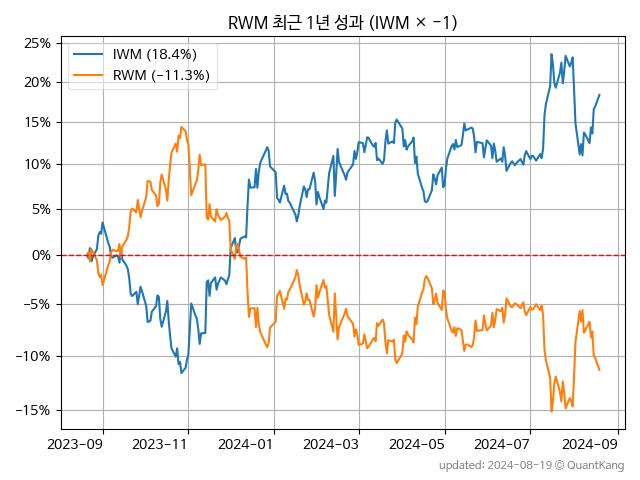 RWM 최근 1년 성과 (IWM × −1)
IWM (18.4%)
RWM (−11.3%)
25%
20%
15%
10%
5%
0%
−5%
−10%
−15%
2023-09 2023-11 2024-01 2024-03 2024-05 2024-07 2024-09
updated: 2024-08-19 © QuantKang